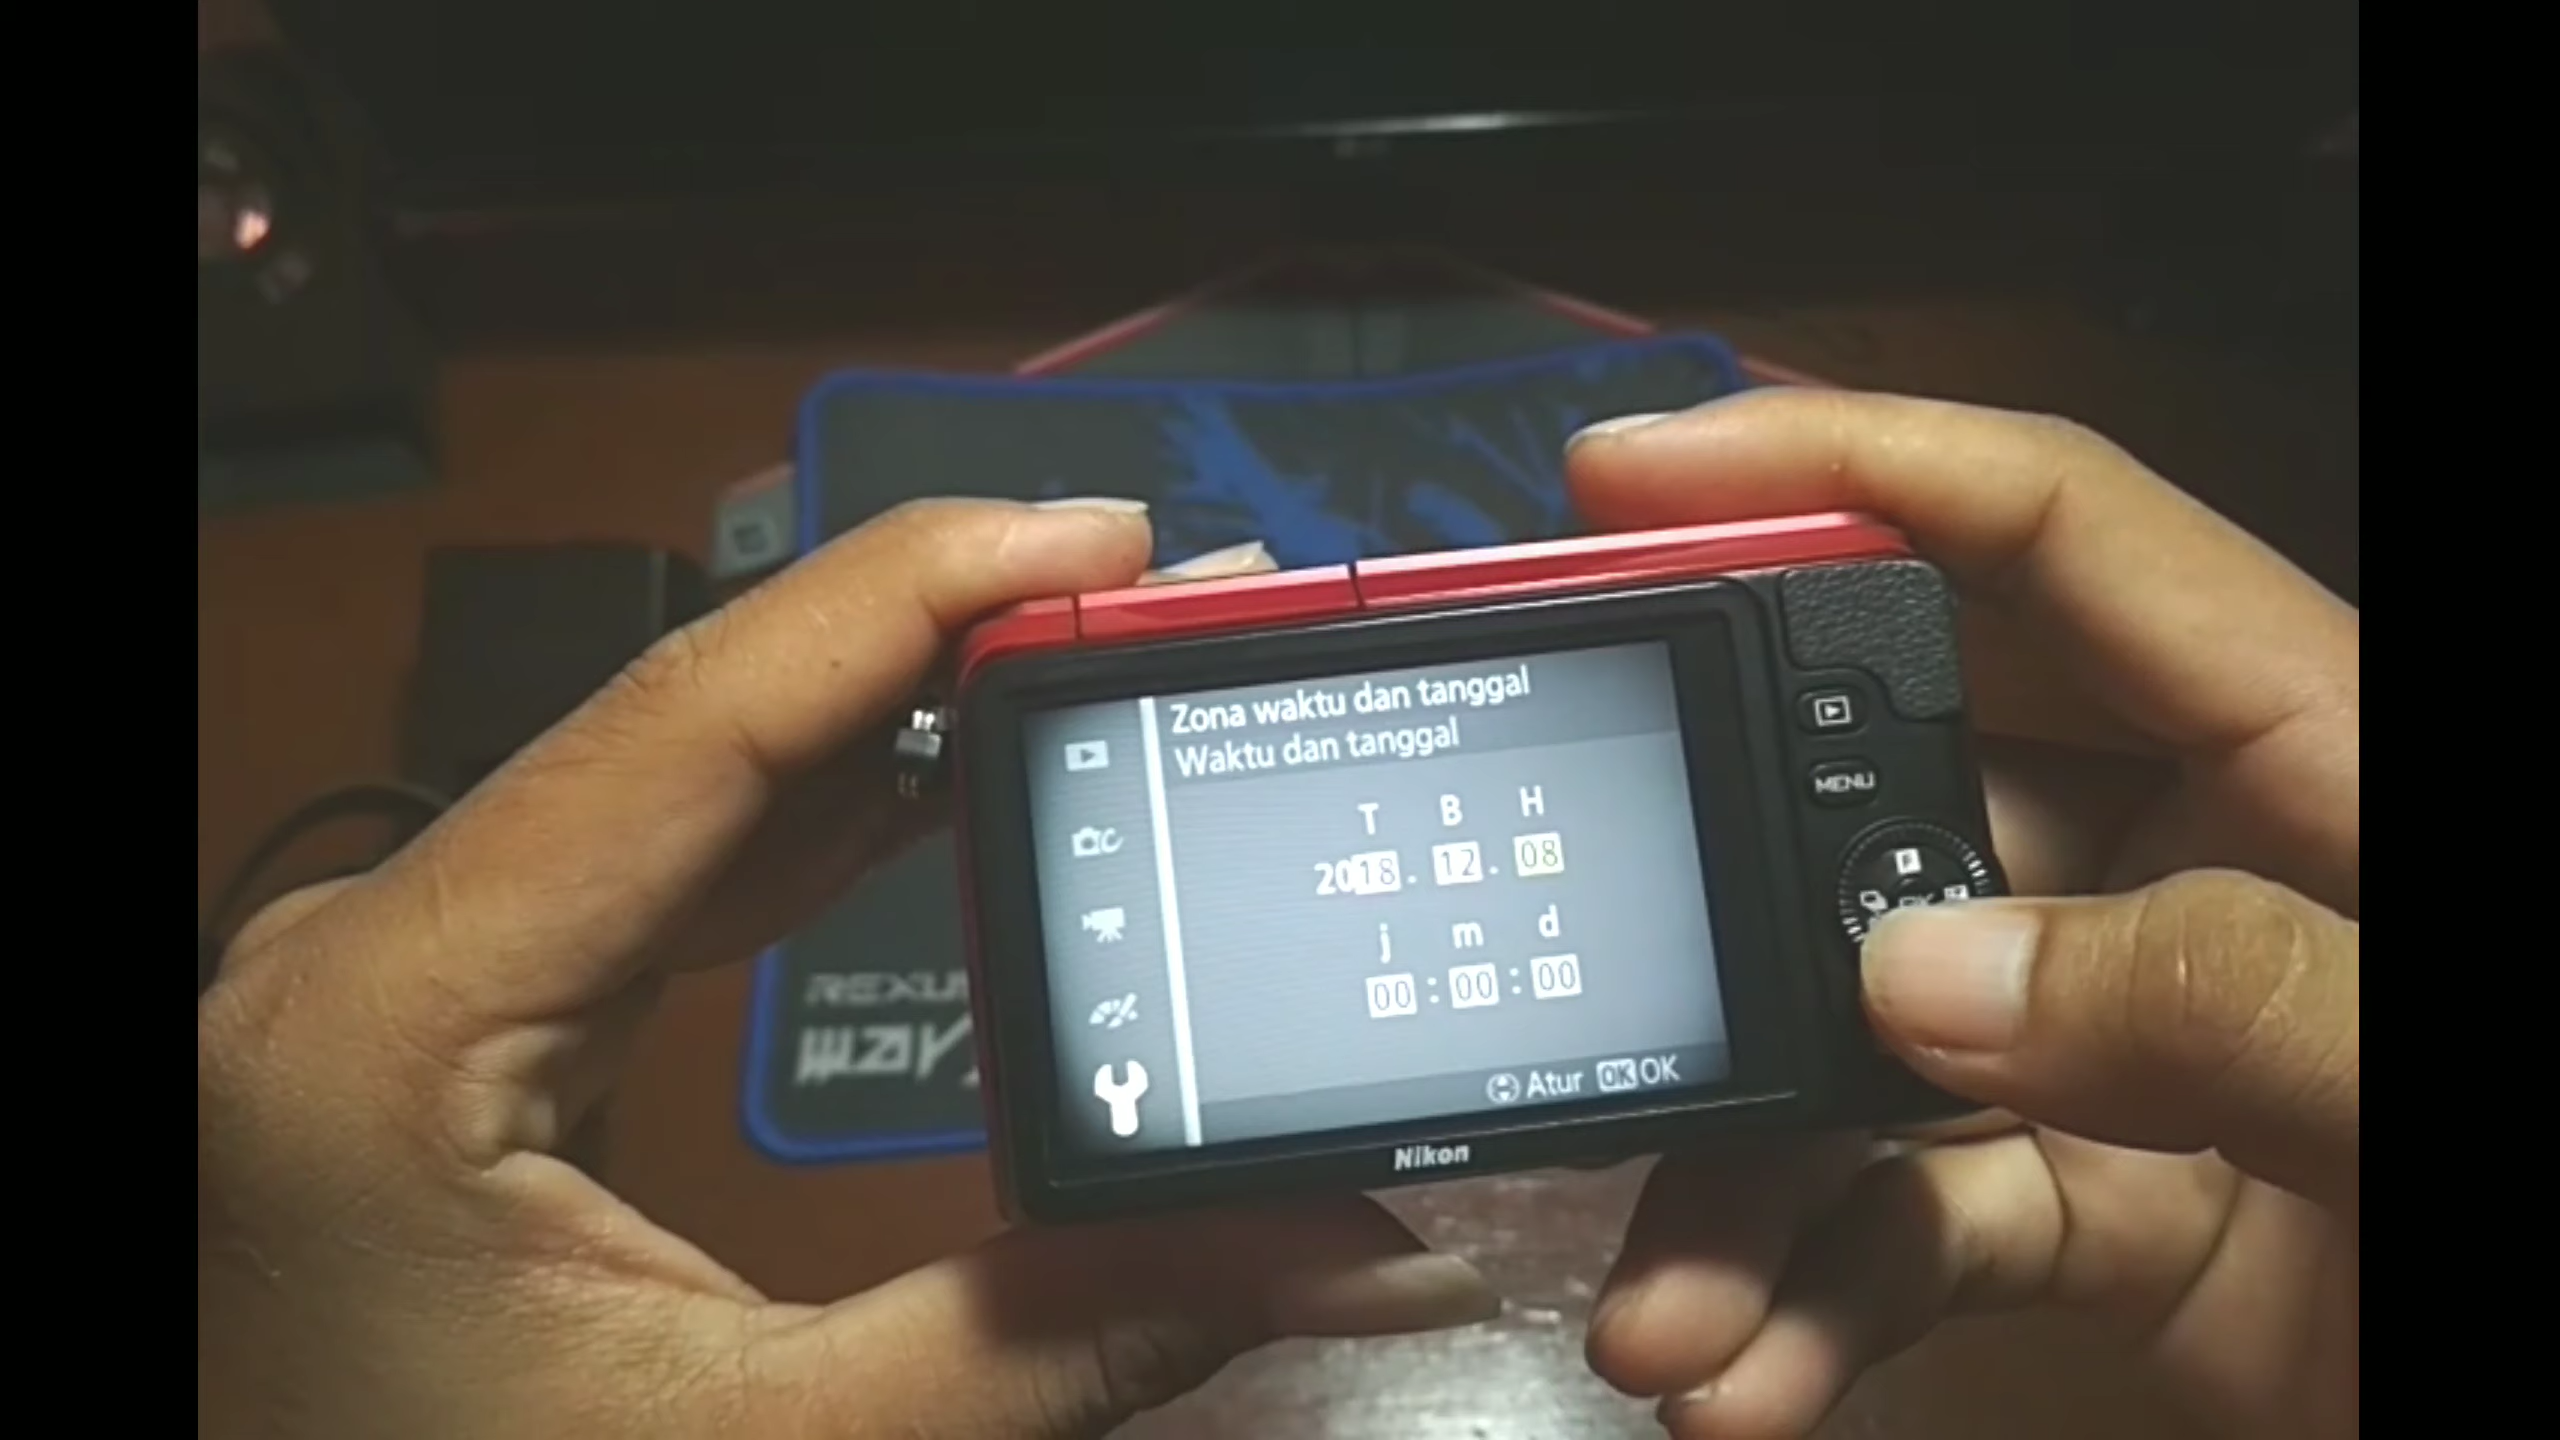 Zona waktu dan tanggal
Waktu dan tanggal
T B H
2018. 12. 08
j m d
00 : 00 : 00
Atur OK OK
Nikon
MENU
F